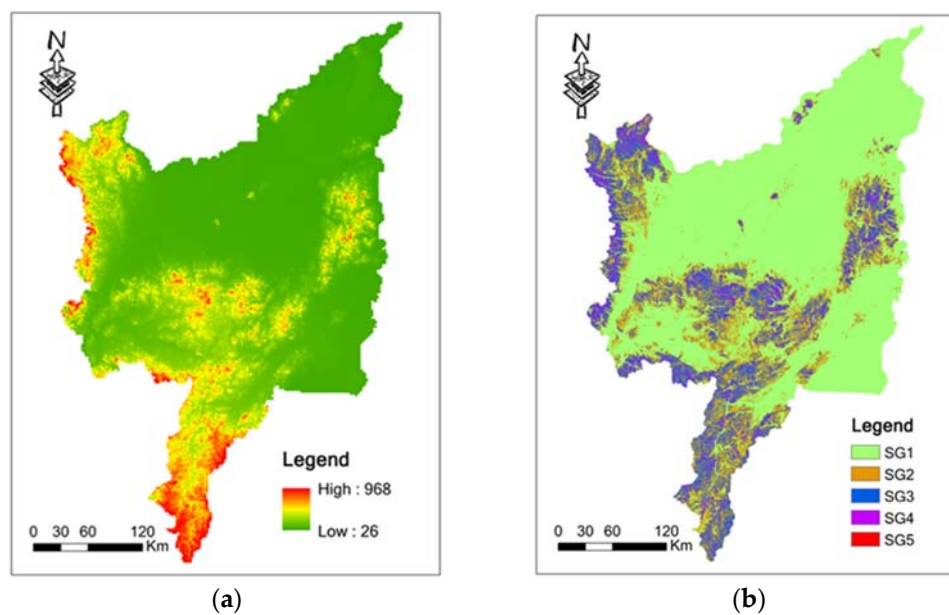 N
Legend
High : 968
Low : 26
0 30 60 120
Km
(a)
N
Legend
SG1
SG2
SG3
SG4
SG5
0 30 60 120
Km
(b)